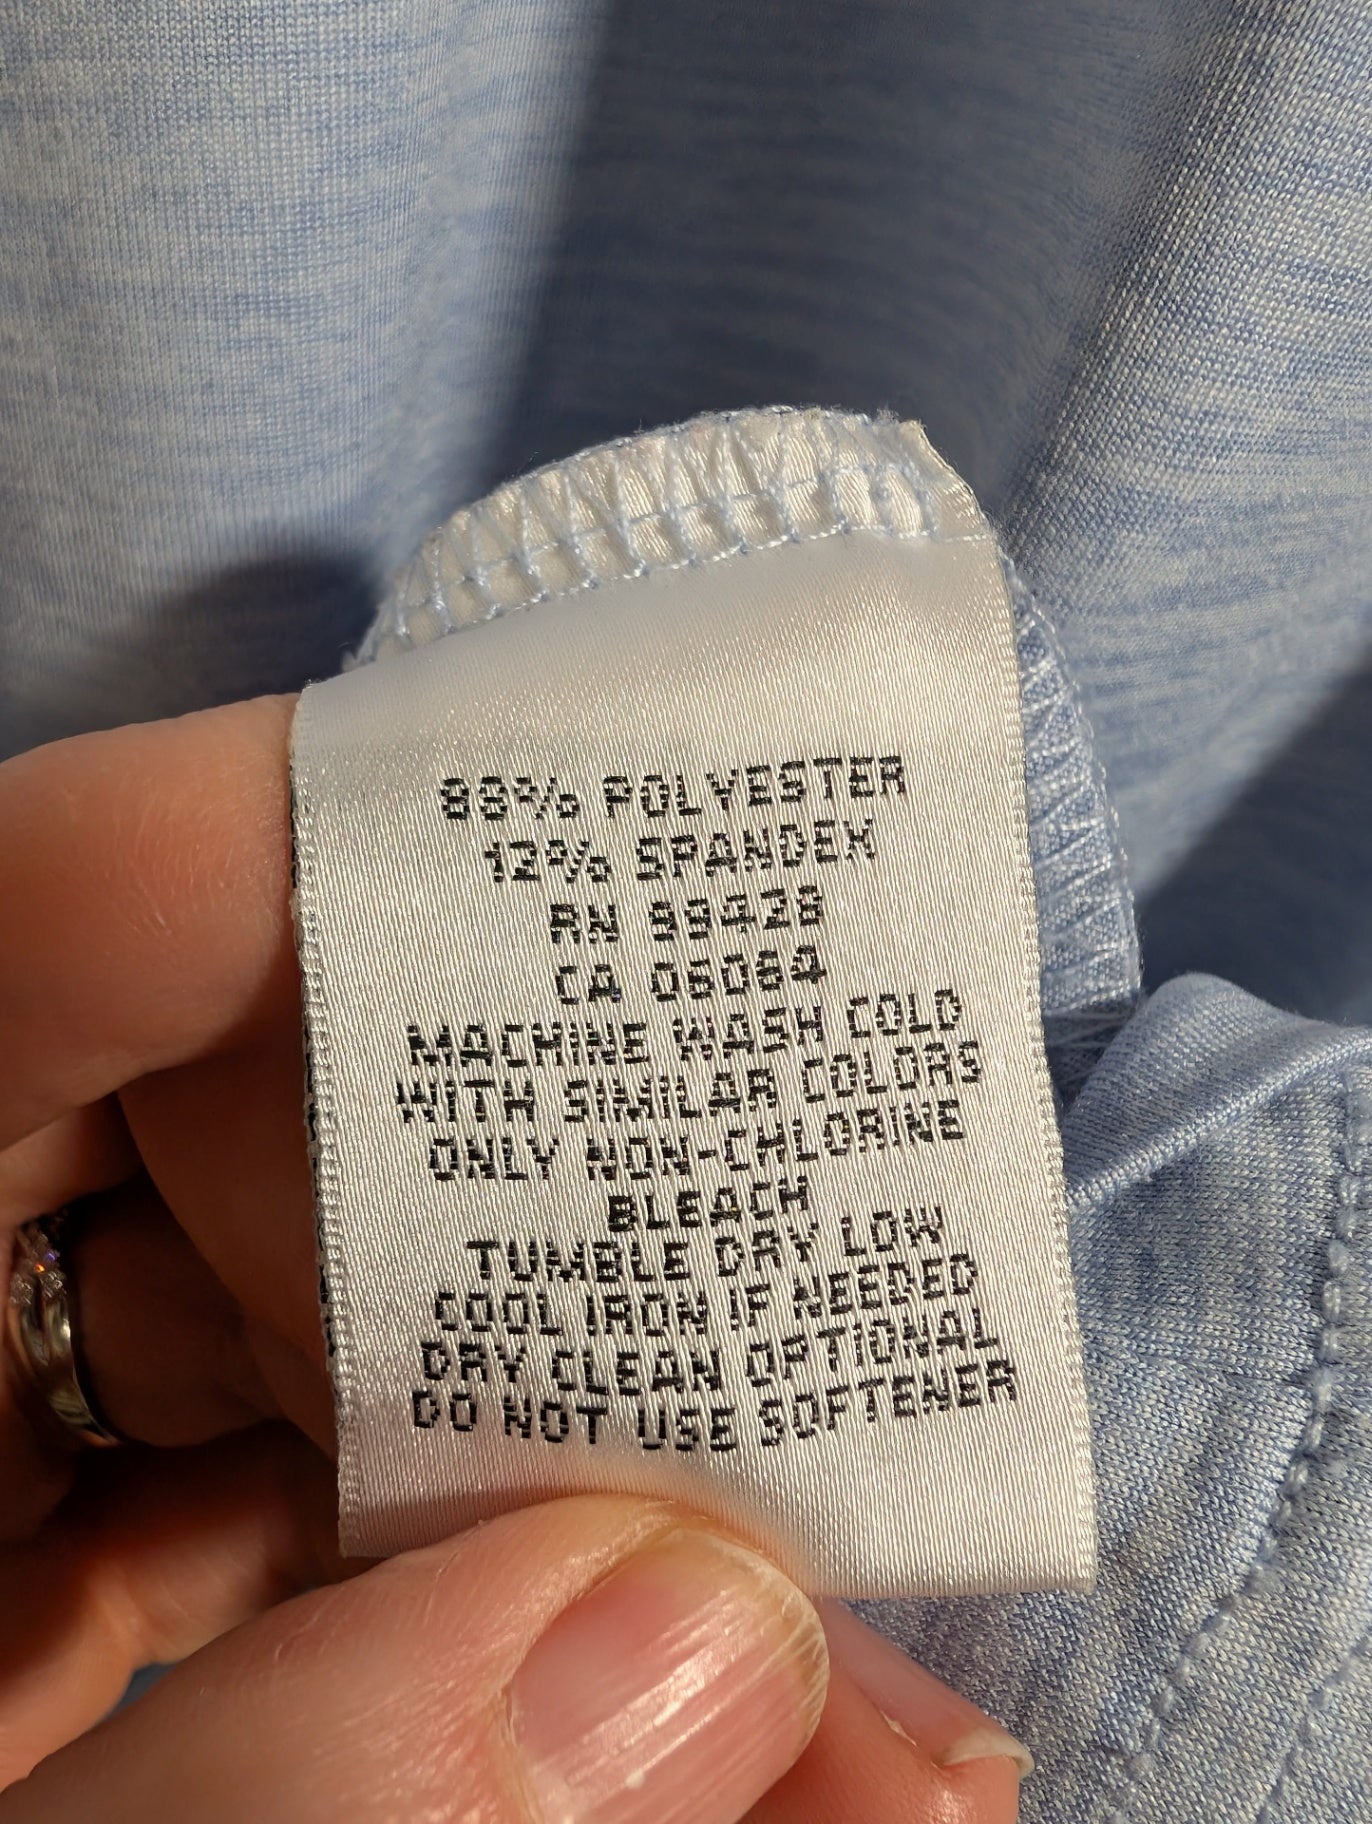 88% POLYESTER
12% SPANDEX
RN 99428
CA 06064
MACHINE WASH COLD
WITH SIMILAR COLORS
ONLY NON-CHLORINE
BLEACH
TUMBLE DRY LOW
COOL IRON IF NEEDED
DRY CLEAN OPTIONAL
DO NOT USE SOFTENER